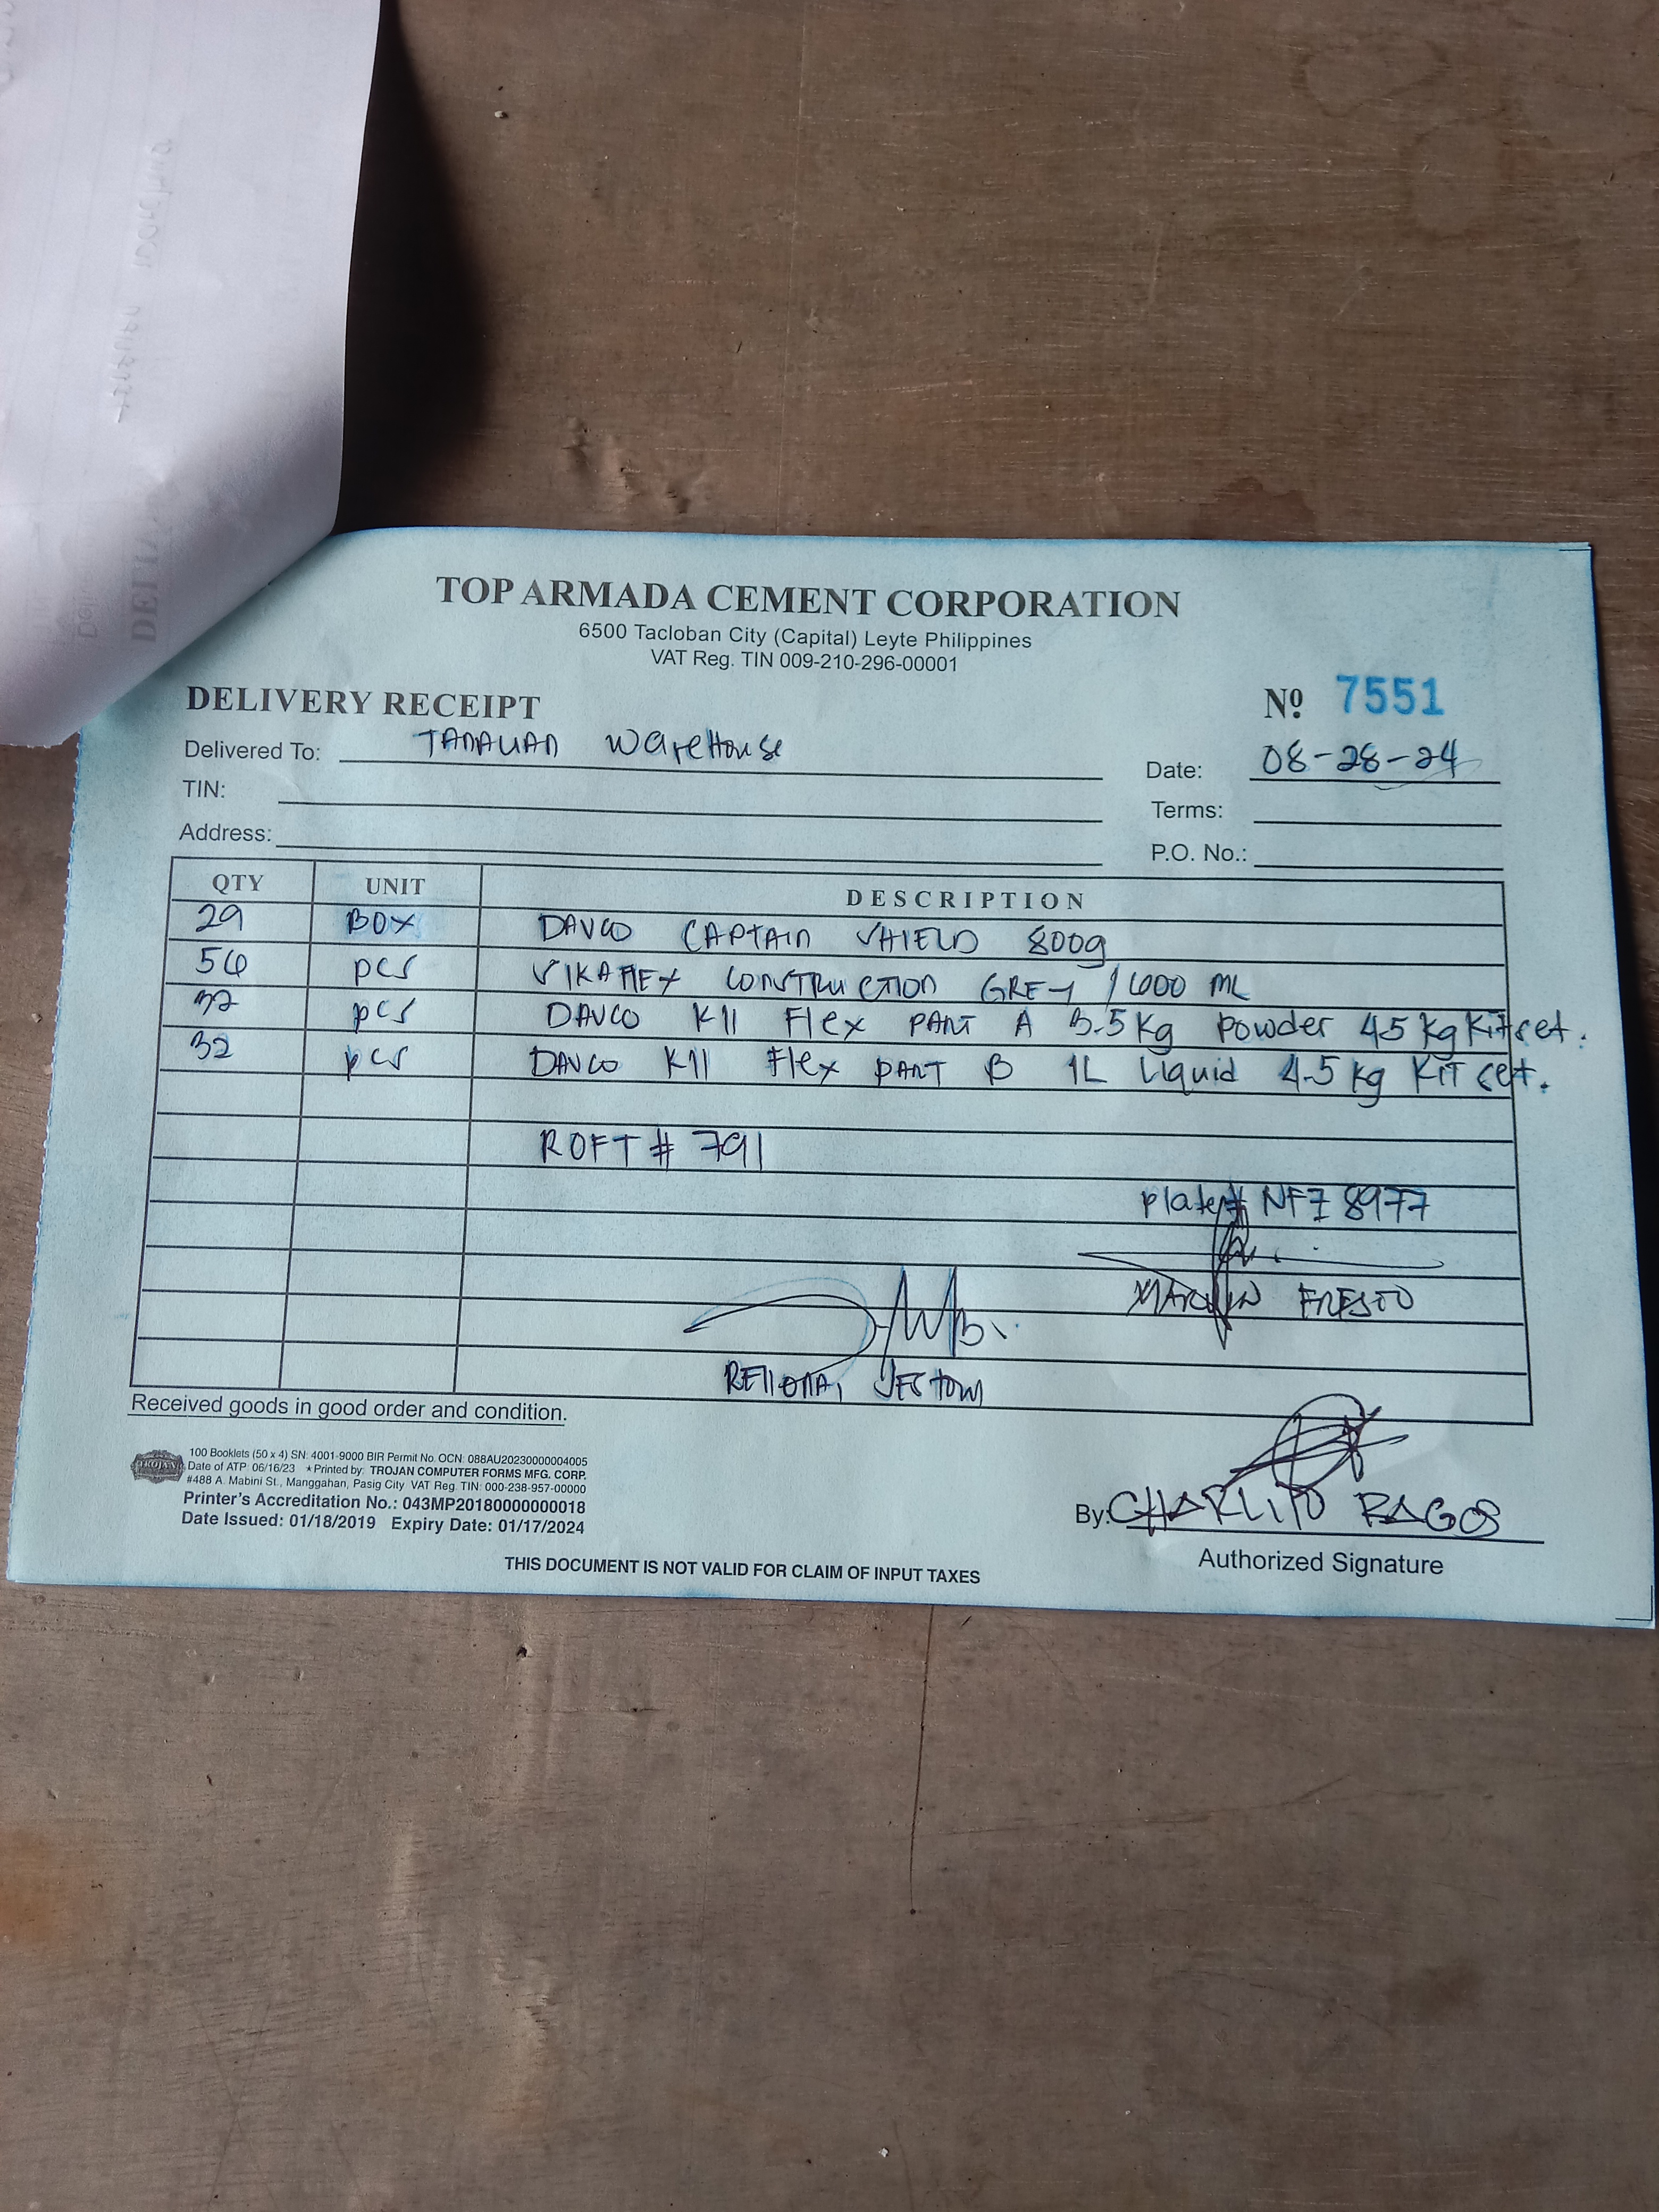 TOP ARMADA CEMENT CORPORATION
6500 Tacloban City (Capital) Leyte Philippines
VAT Reg. TIN 009-210-296-00001
DELIVERY RECEIPT Nº 7551
Delivered To: TANAUAN WareHouse
Date: 08-28-24
TIN:
Terms:
Address:
P.O. No.:
QTY UNIT DESCRIPTION
29 BOX DAVCO CAPTAIN SHIELD 800g
56 pcs SIKAFLEX CONSTRUCTION GREY / 600 ML
32 pcs DAVCO K11 Flex PART A 3.5 Kg Powder 4.5 Kg Kit set.
32 pcs DAVCO K11 Flex PART B 1L Liquid 4.5 Kg KIT set.
ROFT # 791
plate# NFZ 8977
Received goods in good order and condition.
TROJAN
100 Booklets (50 x 4) SN: 4001-9000 BIR Permit No. OCN: 088AU20230000004005
Date of ATP: 06/16/23 ★Printed by: TROJAN COMPUTER FORMS MFG. CORP.
#488 A. Mabini St., Manggahan, Pasig City VAT Reg. TIN: 000-238-957-00000
Printer's Accreditation No.: 043MP20180000000018
Date Issued: 01/18/2019 Expiry Date: 01/17/2024
By: CHARLITO RAGOS
Authorized Signature
THIS DOCUMENT IS NOT VALID FOR CLAIM OF INPUT TAXES